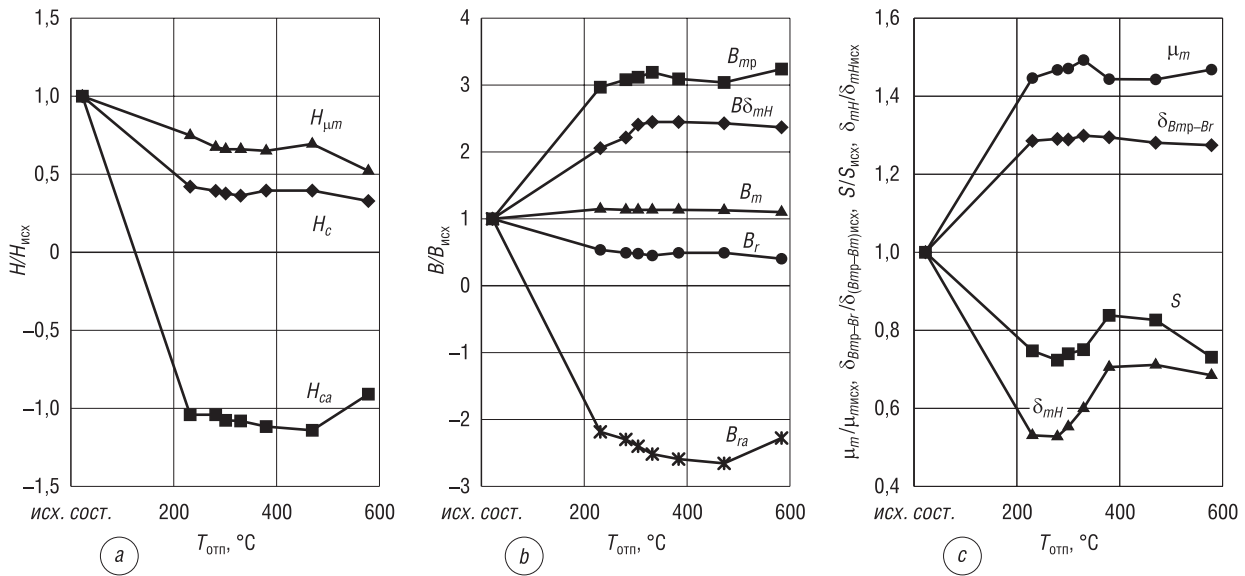 1,5
1,0
0,5
0
–0,5
–1,0
–1,5
H/Hисх
Hμm
Hc
Hca
исх. сост.
200
400
600
Tотп, °C
a
4
3
2
1
0
–1
–2
–3
B/Bисх
Bmp
BδmH
Bm
Br
Bra
исх. сост.
200
400
600
Tотп, °C
b
1,6
1,4
1,2
1,0
0,8
0,6
0,4
μm/μmисх, δBmp–Br/δ(Bmp–Bm)исх, S/Sисх, δmH/δmHисх
μm
δBmp–Br
S
δmH
исх. сост.
200
400
600
Tотп, °C
c